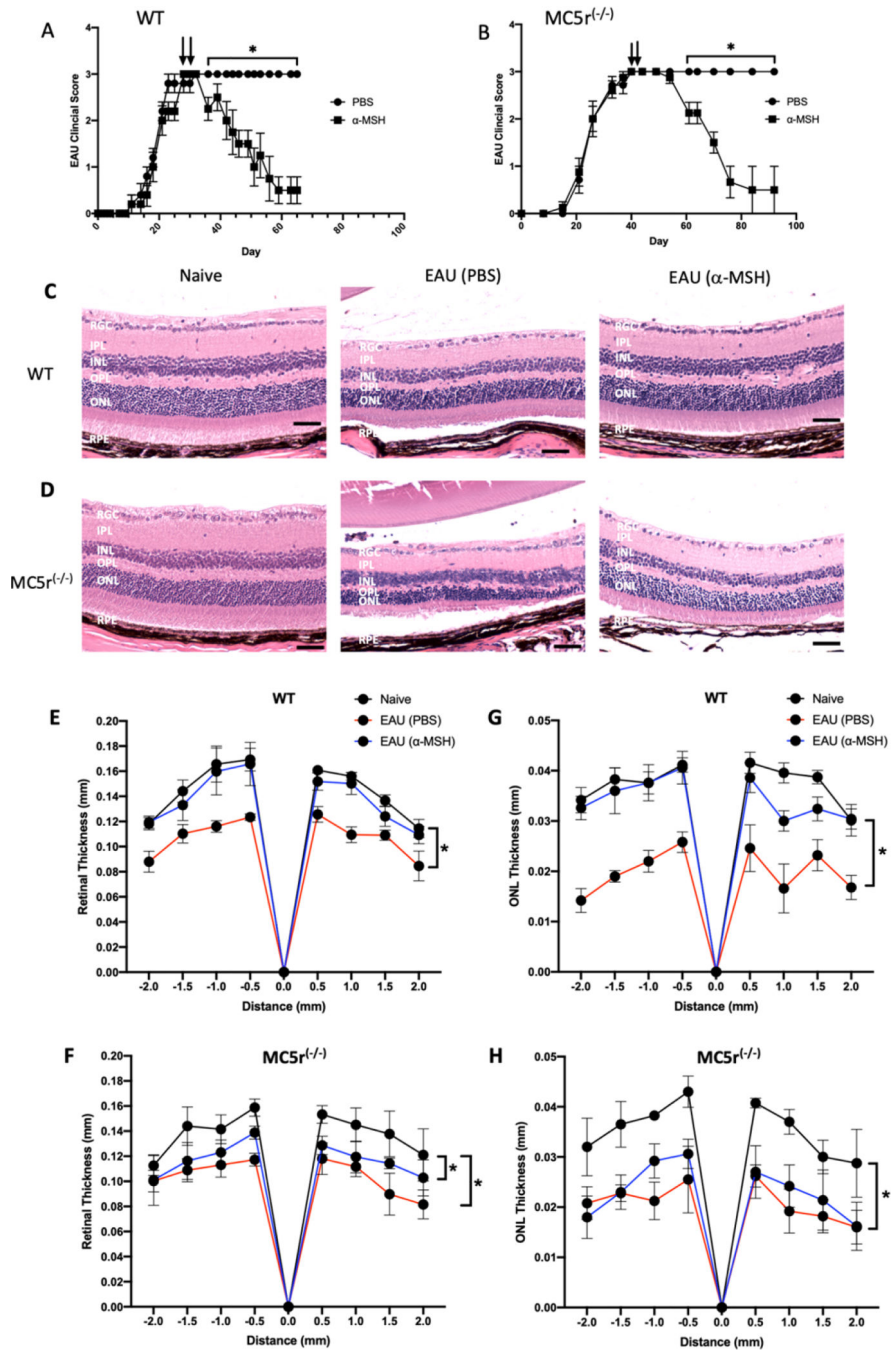 A WT
EAU Clincial Score
4
3
2
1
0
0 20 40 60 80 100
Day
*
PBS
α-MSH
B MC5r(-/-)
EAU Clincial Score
4
3
2
1
0
0 20 40 60 80 100
Day
*
PBS
α-MSH
Naive EAU (PBS) EAU (α-MSH)
C
WT
RGC
IPL
INL
OPL
ONL
RPE
RGC
IPL
INL
OPL
ONL
RPE
RGC
IPL
INL
OPL
ONL
RPE
D
MC5r(-/-)
RGC
IPL
INL
OPL
ONL
RPE
RGC
IPL
INL
OPL
ONL
RPE
RGC
IPL
INL
OPL
ONL
RPE
E WT
Naive
EAU (PBS)
EAU (α-MSH)
Retinal Thickness (mm)
0.20
0.18
0.16
0.14
0.12
0.10
0.08
0.06
0.04
0.02
0.00
-2.0 -1.5 -1.0 -0.5 0.0 0.5 1.0 1.5 2.0
Distance (mm)
*
G WT
Naive
EAU (PBS)
EAU (α-MSH)
ONL Thickness (mm)
0.05
0.04
0.03
0.02
0.01
0.00
-2.0 -1.5 -1.0 -0.5 0.0 0.5 1.0 1.5 2.0
Distance (mm)
*
F MC5r(-/-)
Retinal Thickness (mm)
0.20
0.18
0.16
0.14
0.12
0.10
0.08
0.06
0.04
0.02
0.00
-2.0 -1.5 -1.0 -0.5 0.0 0.5 1.0 1.5 2.0
Distance (mm)
* *
H MC5r(-/-)
ONL Thickness (mm)
0.05
0.04
0.03
0.02
0.01
0.00
-2.0 -1.5 -1.0 -0.5 0.0 0.5 1.0 1.5 2.0
Distance (mm)
*